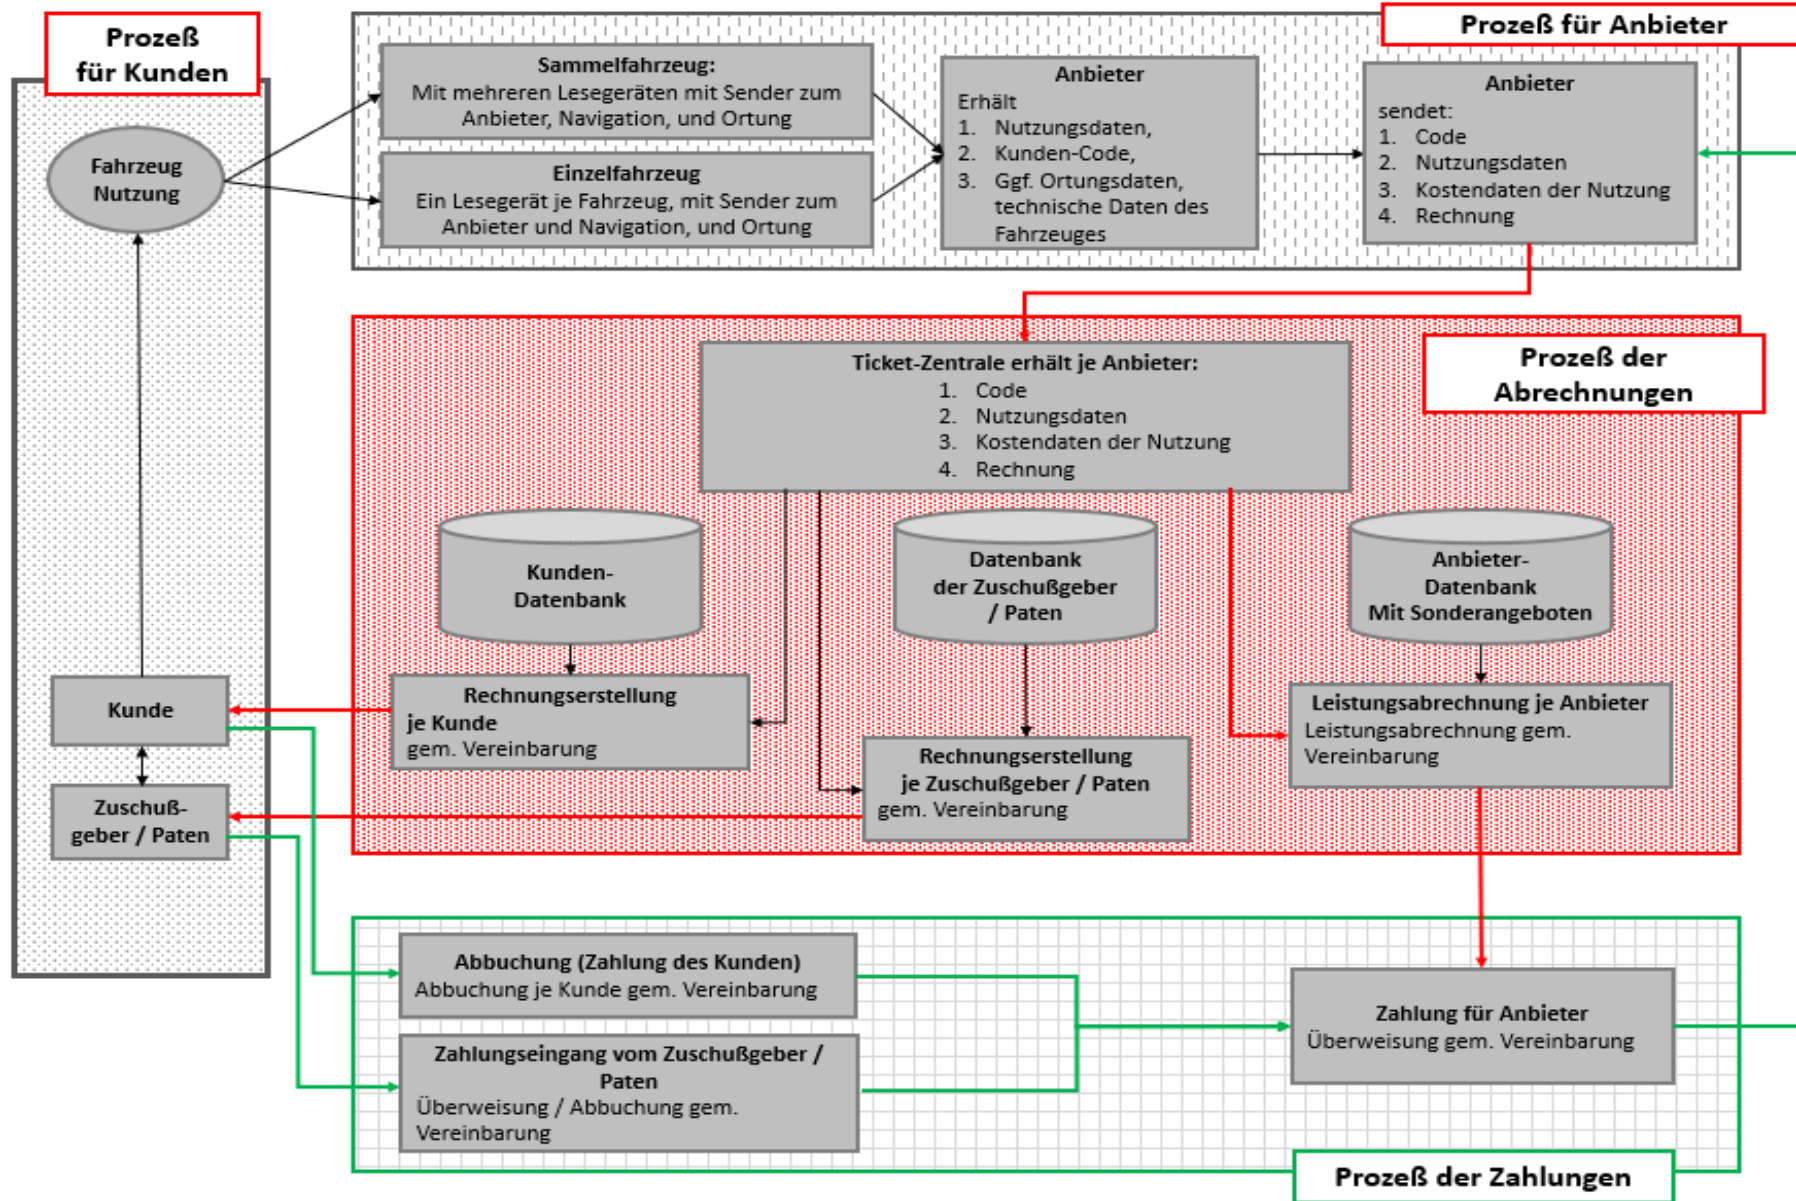 Prozeß
für Kunden
Fahrzeug
Nutzung
Kunde
Zuschuß-
geber / Paten
Prozeß für Anbieter
Sammelfahrzeug:
Mit mehreren Lesegeräten mit Sender zum
Anbieter, Navigation, und Ortung
Einzelfahrzeug
Ein Lesegerät je Fahrzeug, mit Sender zum
Anbieter und Navigation, und Ortung
Anbieter
Erhält
1. Nutzungsdaten,
2. Kunden-Code,
3. Ggf. Ortungsdaten,
technische Daten des
Fahrzeuges
Anbieter
sendet:
1. Code
2. Nutzungsdaten
3. Kostendaten der Nutzung
4. Rechnung
Prozeß der
Abrechnungen
Ticket-Zentrale erhält je Anbieter:
1. Code
2. Nutzungsdaten
3. Kostendaten der Nutzung
4. Rechnung
Kunden-
Datenbank
Datenbank
der Zuschußgeber
/ Paten
Anbieter-
Datenbank
Mit Sonderangeboten
Rechnungserstellung
je Kunde
gem. Vereinbarung
Rechnungserstellung
je Zuschußgeber / Paten
gem. Vereinbarung
Leistungsabrechnung je Anbieter
Leistungsabrechnung gem.
Vereinbarung
Abbuchung (Zahlung des Kunden)
Abbuchung je Kunde gem. Vereinbarung
Zahlungseingang vom Zuschußgeber /
Paten
Überweisung / Abbuchung gem.
Vereinbarung
Zahlung für Anbieter
Überweisung gem. Vereinbarung
Prozeß der Zahlungen